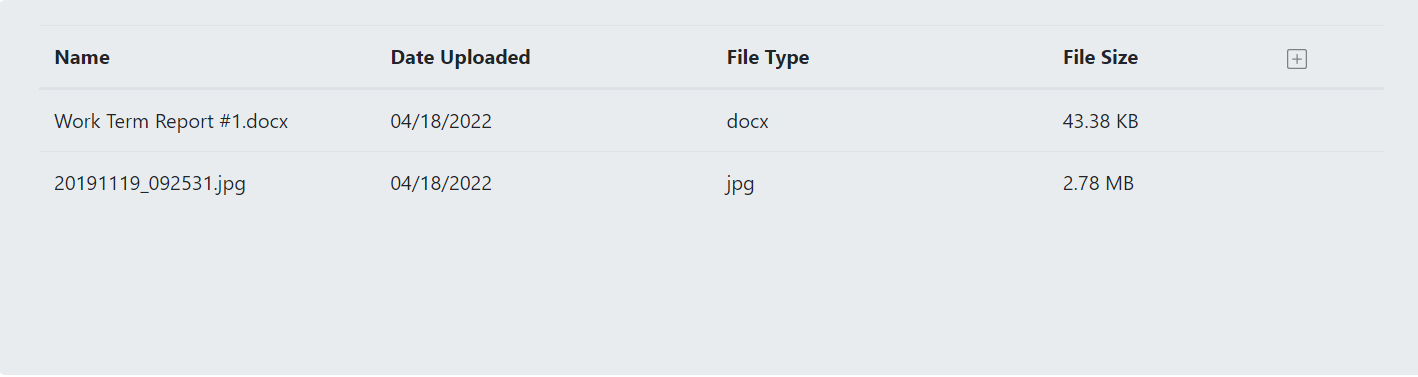 Name Date Uploaded File Type File Size
Work Term Report #1.docx 04/18/2022 docx 43.38 KB
20191119_092531.jpg 04/18/2022 jpg 2.78 MB